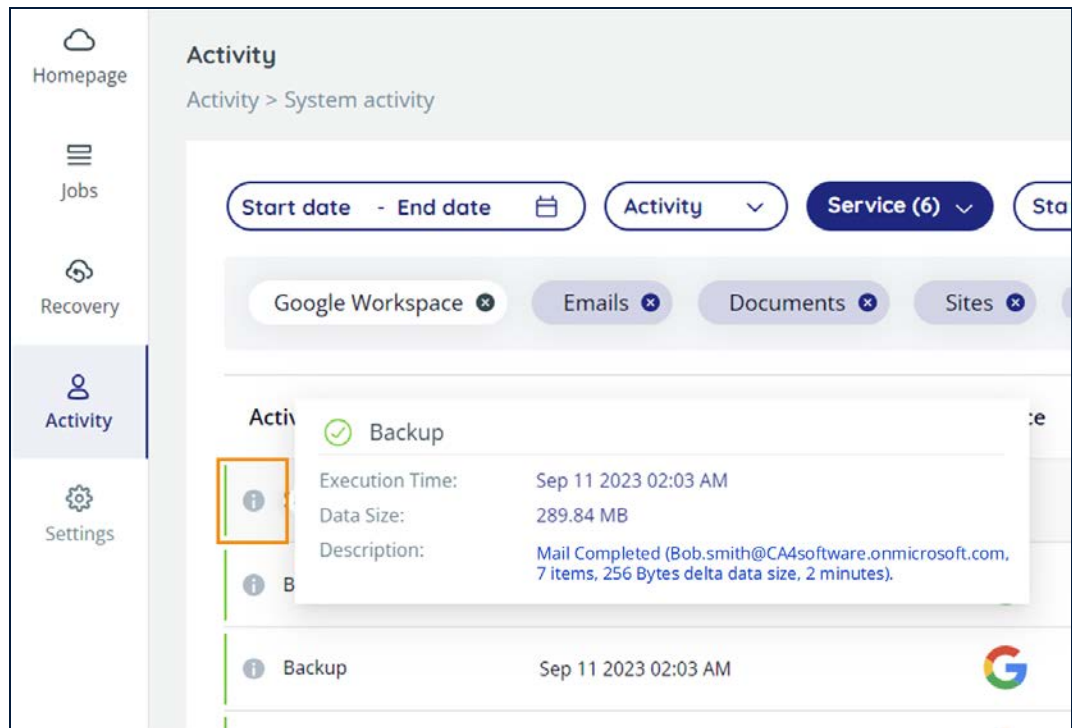 Homepage
Jobs
Recovery
Activity
Settings
Activity
Activity > System activity
Start date - End date
Activity
Service (6)
Sta
Google Workspace
Emails
Documents
Sites
Activ
ce
Backup
Execution Time: Sep 11 2023 02:03 AM
Data Size: 289.84 MB
Description: Mail Completed (Bob.smith@CA4software.onmicrosoft.com,
7 items, 256 Bytes delta data size, 2 minutes).
B
Backup Sep 11 2023 02:03 AM